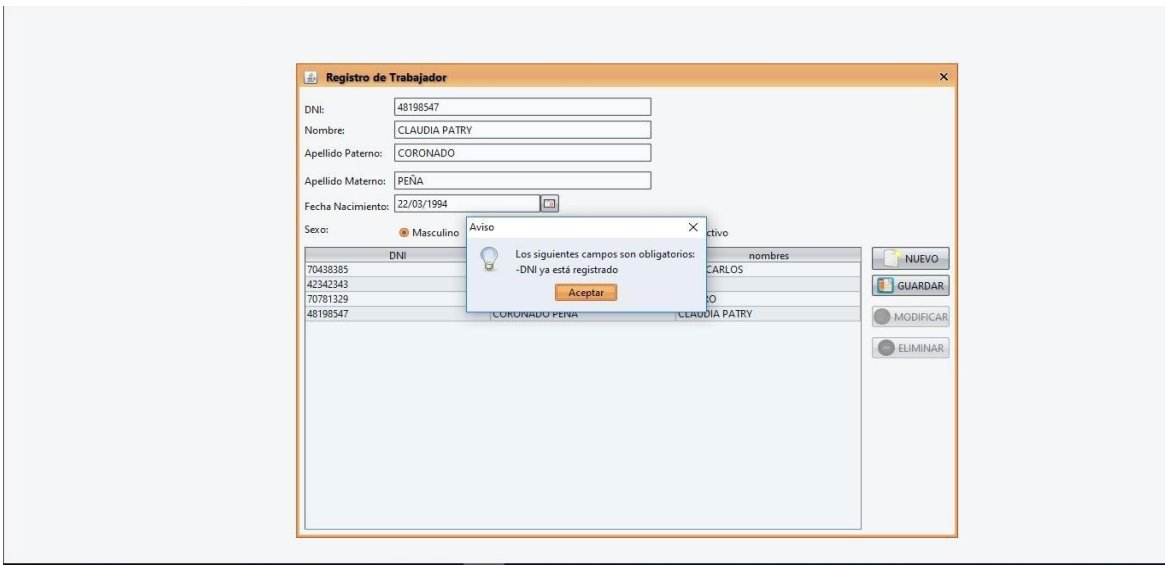 Registro de Trabajador
DNI: 48198547
Nombre: CLAUDIA PATRY
Apellido Paterno: CORONADO
Apellido Materno: PEÑA
Fecha Nacimiento: 22/03/1994
Sexo: Masculino
ctivo
Aviso
Los siguientes campos son obligatorios:
-DNI ya está registrado
Aceptar
DNI nombres
70438385 CARLOS
42342343
70781329
48198547 CORONADO PEÑA CLAUDIA PATRY
NUEVO
GUARDAR
MODIFICAR
ELIMINAR